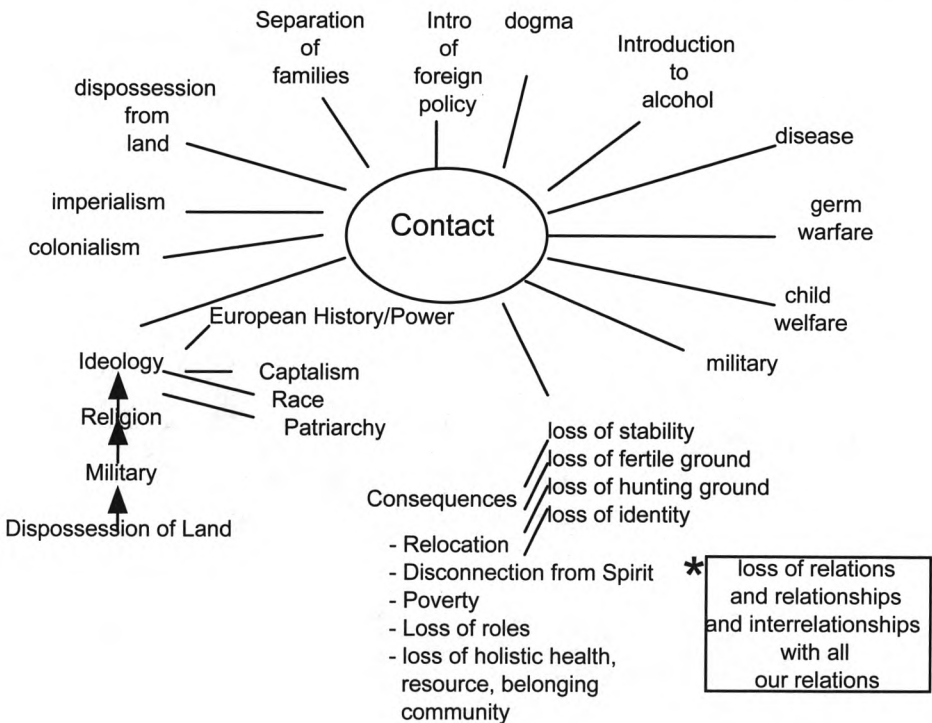 Separation
of
families
Intro
of
foreign
policy
dogma
Introduction
to
alcohol
dispossession
from
land
disease
imperialism
colonialism
Contact
germ
warfare
child
welfare
military
European History/Power
Ideology
Captalism
Race
Patriarchy
Religion
Military
Dispossession of Land
loss of stability
loss of fertile ground
loss of hunting ground
loss of identity
Consequences
- Relocation
- Disconnection from Spirit
- Poverty
- Loss of roles
- loss of holistic health,
resource, belonging
community
* loss of relations
and relationships
and interrelationships
with all
our relations